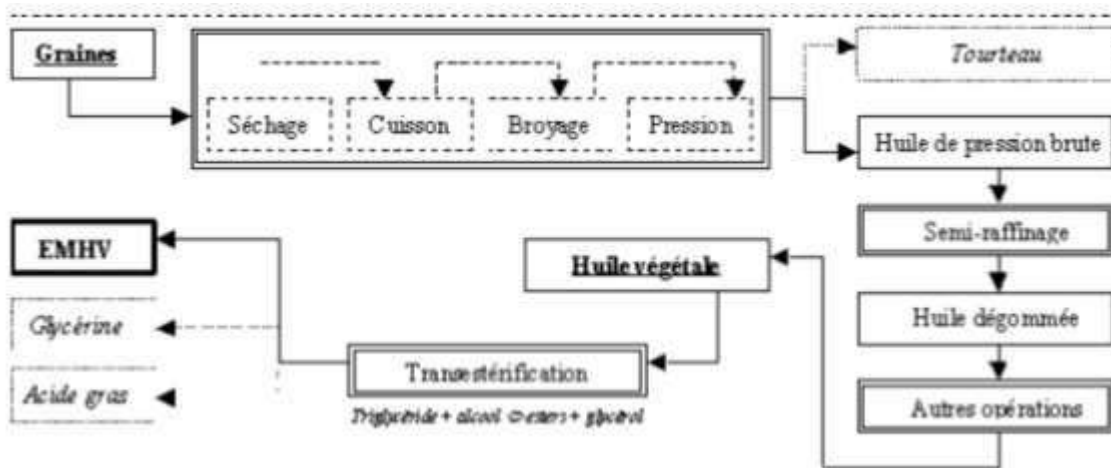 Graines
Séchage
Cuisson
Broyage
Pression
Tourteau
Huile de pression brute
Semi-raffinage
Huile dégommée
Autres opérations
Huile végétale
Transestérification
Triglycéride + alcool ⇔ esters + glycérol
EMHV
Glycérine
Acide gras